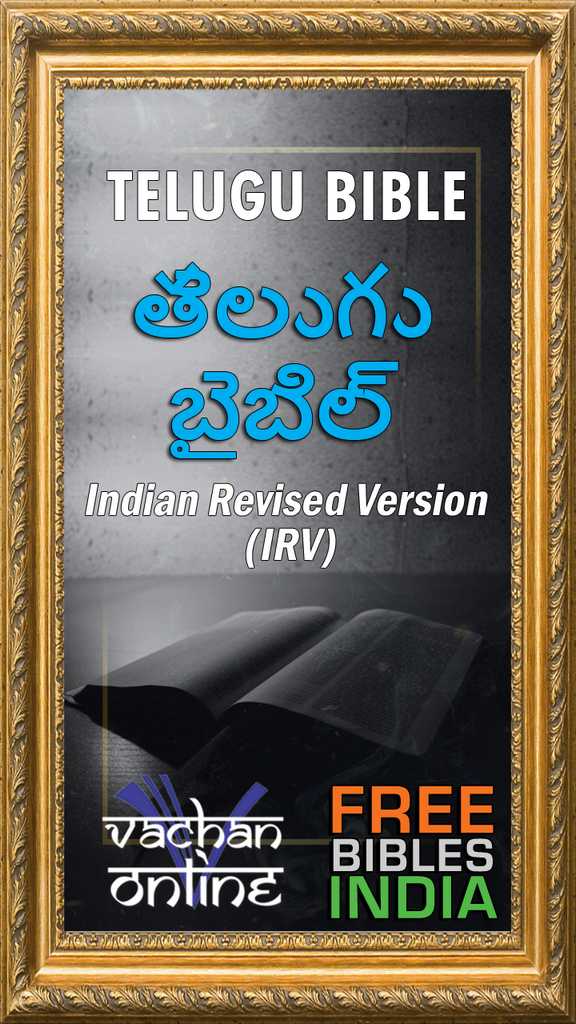 TELUGU BIBLE
తెలుగు
బైబిల్
Indian Revised Version
(IRV)
vachan
online
FREE
BIBLES
INDIA